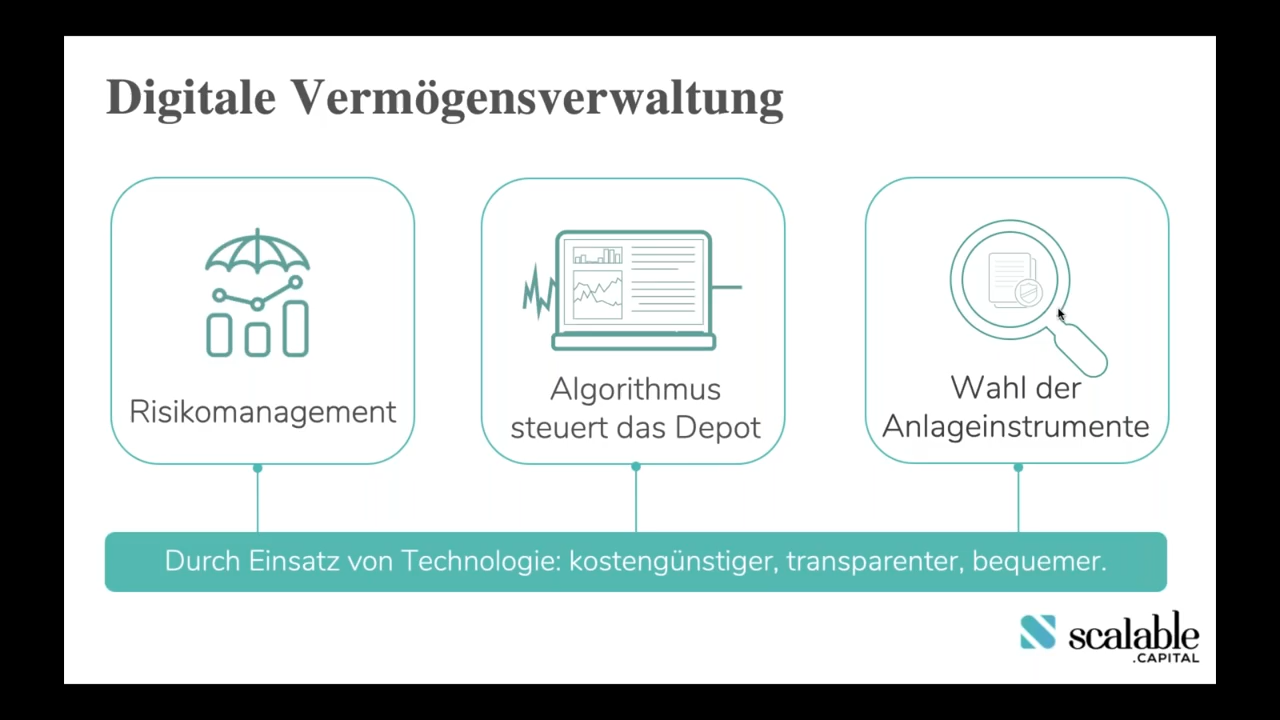 Digitale Vermögensverwaltung
Risikomanagement
Algorithmus
steuert das Depot
Wahl der
Anlageinstrumente
Durch Einsatz von Technologie: kostengünstiger, transparenter, bequemer.
scalable
.CAPITAL